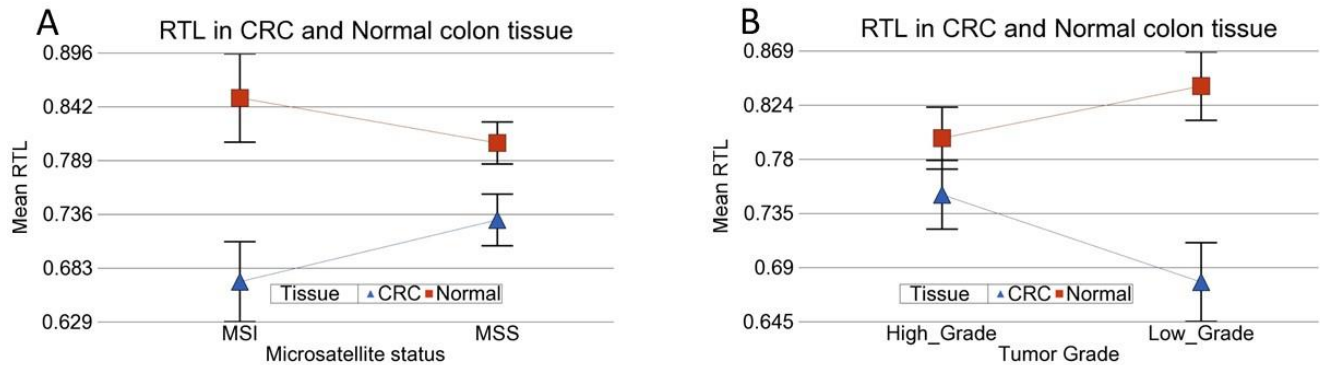 A
RTL in CRC and Normal colon tissue
0.896
0.842
0.789
0.736
0.683
0.629
Mean RTL
Tissue CRC Normal
MSI MSS
Microsatellite status
B
RTL in CRC and Normal colon tissue
0.869
0.824
0.78
0.735
0.69
0.645
Mean RTL
Tissue CRC Normal
High_Grade Low_Grade
Tumor Grade